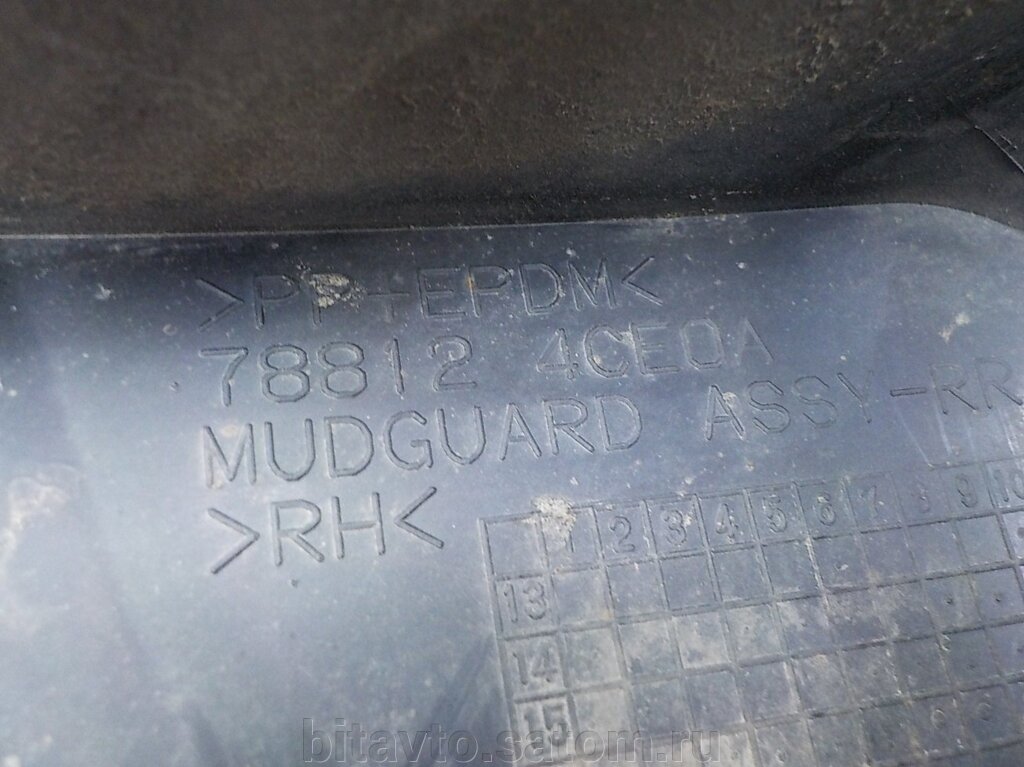 >PP+EPDM<
78812 4CE0A
MUDGUARD ASSY-RR
>RH<
1 2 3 4 5 6 7 8 9 10
13
14
15
bitavto.satom.ru